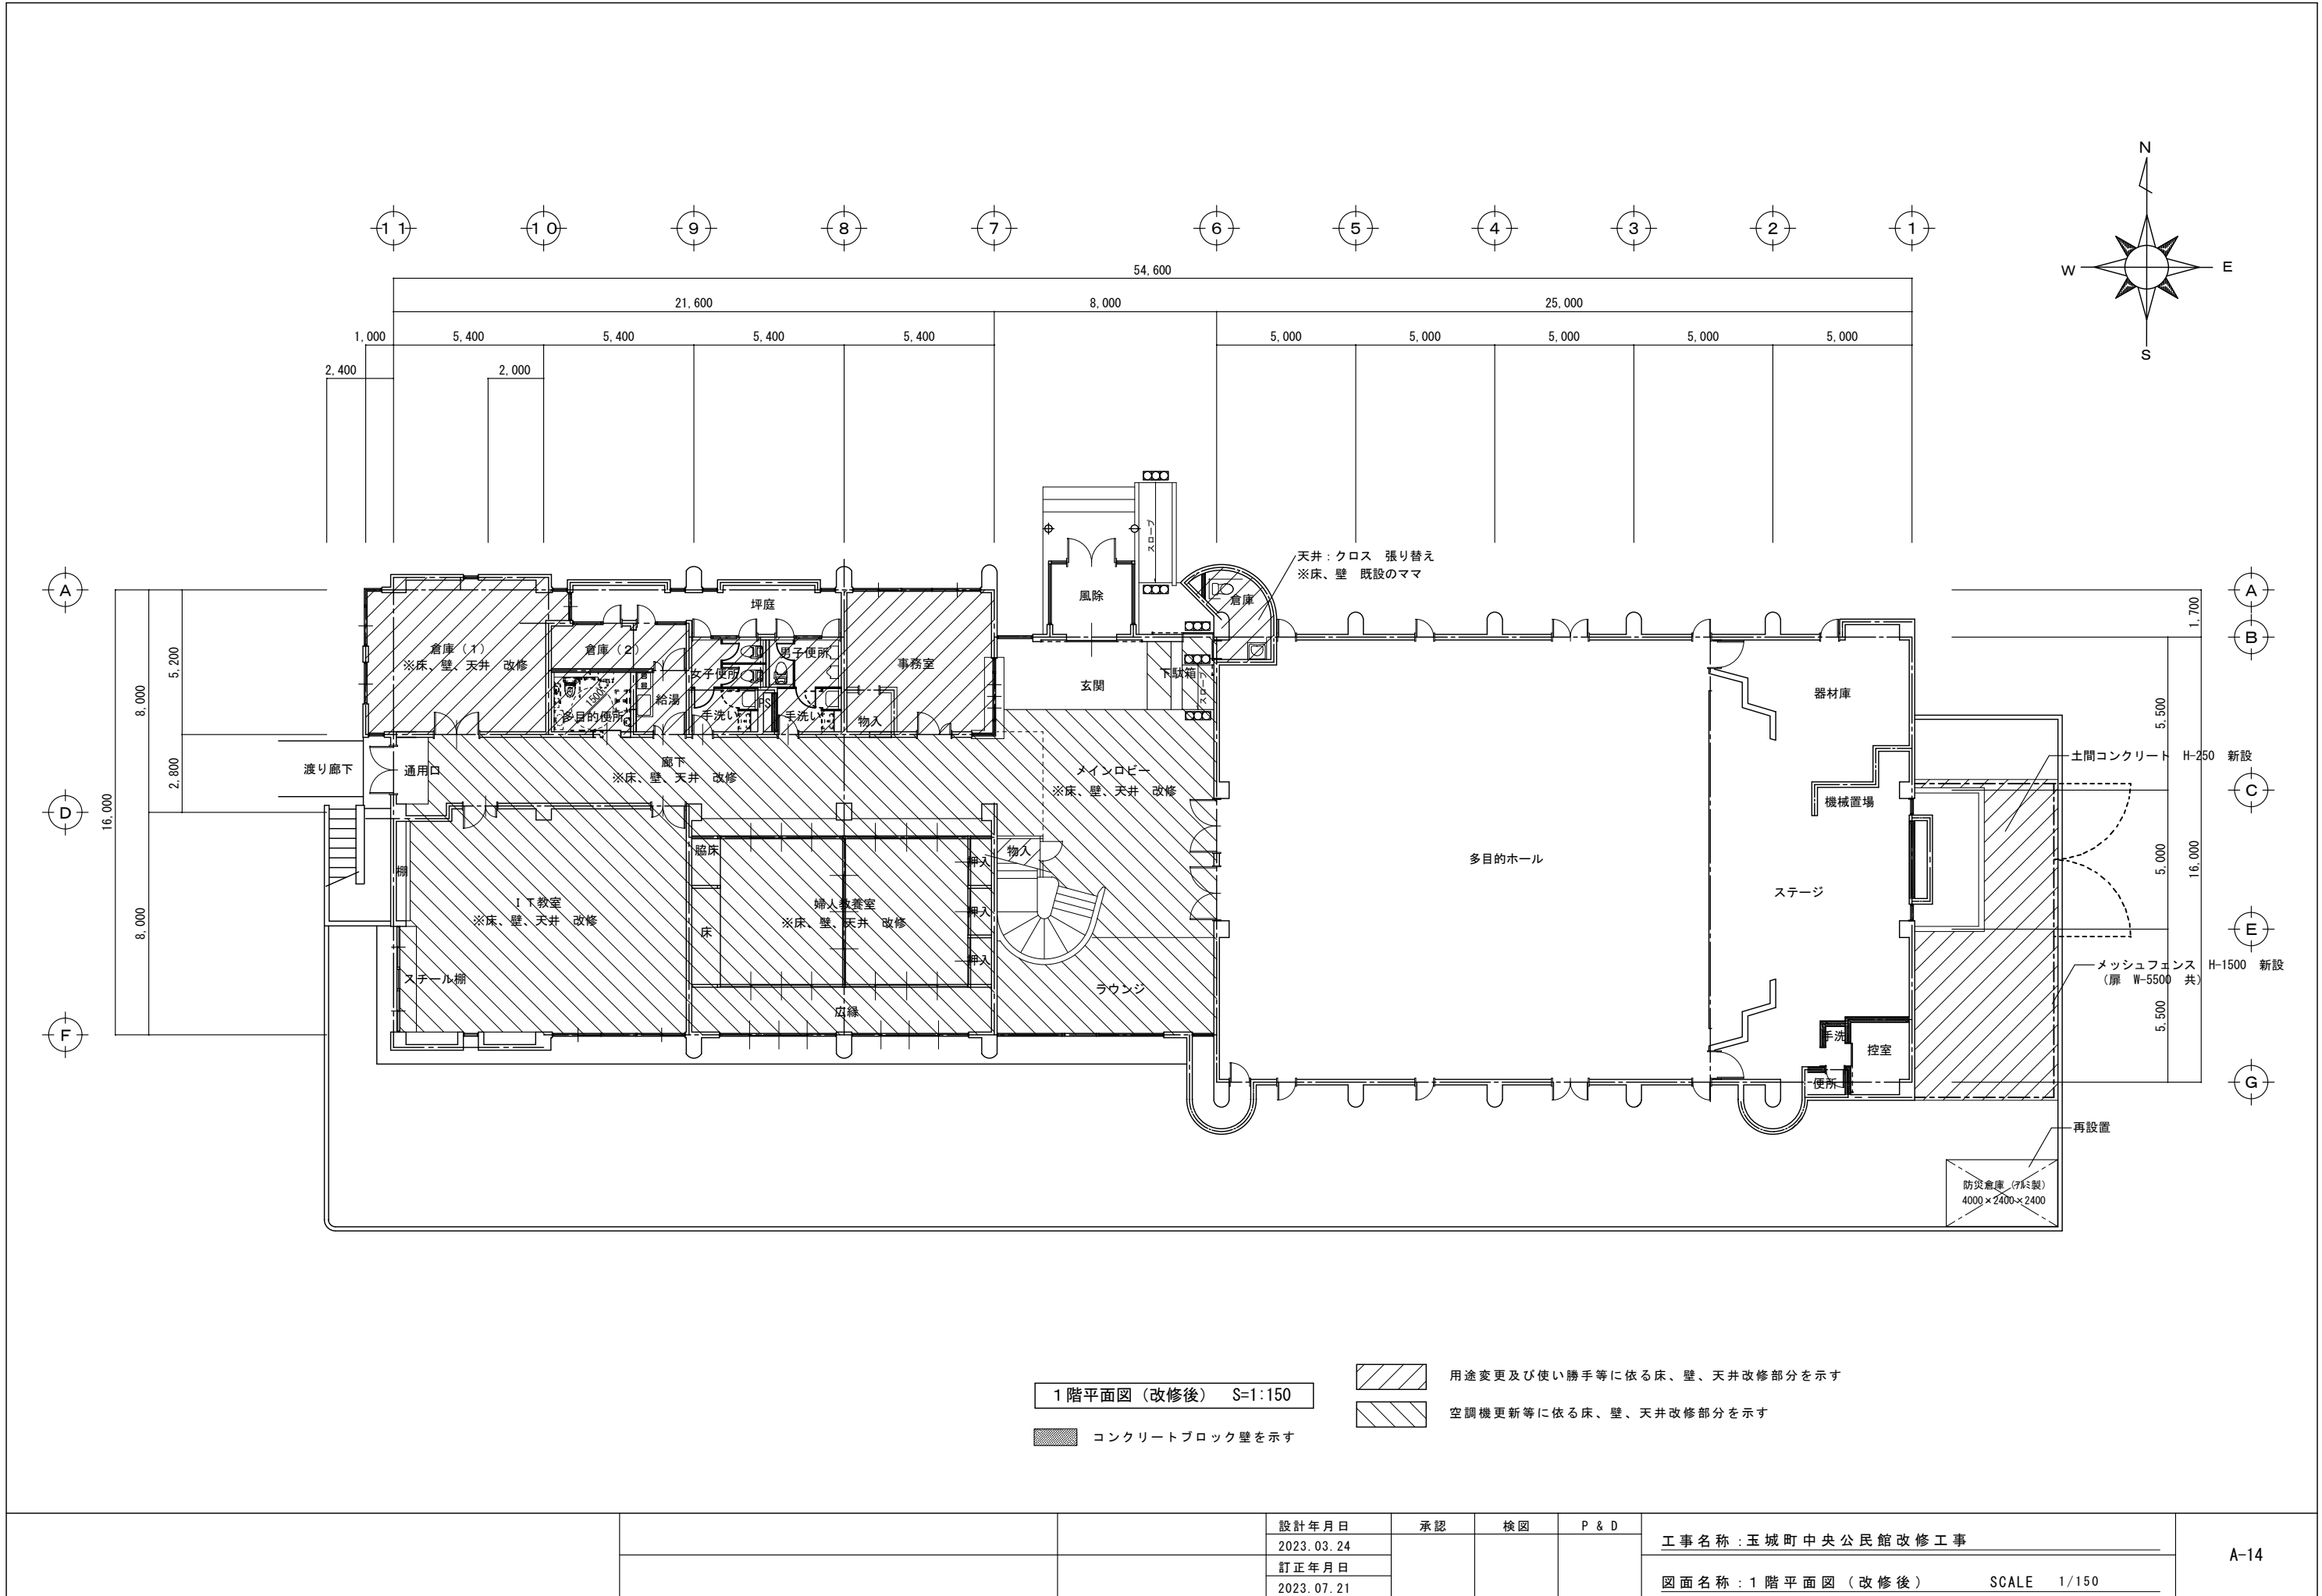 N
W
E
S
11
10
9
8
7
6
5
4
3
2
1
54,600
21,600
8,000
25,000
1,000
5,400
5,400
5,400
5,400
5,000
5,000
5,000
5,000
5,000
2,400
2,000
A
D
F
16,000
8,000
8,000
5,200
2,800
A
B
C
E
G
1,700
5,500
5,000
5,500
16,000
スロープ
天井：クロス 張り替え
※床、壁 既設のママ
風除
倉庫
坪庭
倉庫（1）
※床、壁、天井 改修
倉庫（2）
女子便所
男子便所
事務室
玄関
下駄箱
スロープ
1500
多目的便所
給湯
手洗い
PS
手洗い
物入
器材庫
渡り廊下
通用口
廊下
※床、壁、天井 改修
メインロビー
※床、壁、天井 改修
土間コンクリート H-250 新設
機械置場
棚
脇床
物入
押入
多目的ホール
ステージ
ＩＴ教室
※床、壁、天井 改修
婦人教養室
※床、壁、天井 改修
押入
床
押入
スチール棚
ラウンジ
広縁
メッシュフェンス H-1500 新設
（扉 W-5500 共）
手洗
控室
便所
再設置
防災倉庫（ｱﾙﾐ製）
4000×2400×2400
1階平面図（改修後） S=1:150
コンクリートブロック壁を示す
用途変更及び使い勝手等に依る床、壁、天井改修部分を示す
空調機更新等に依る床、壁、天井改修部分を示す
設計年月日
2023.03.24
訂正年月日
2023.07.21
承認
検図
P & D
工事名称：玉城町中央公民館改修工事
図面名称：1階平面図（改修後） SCALE 1/150
A-14